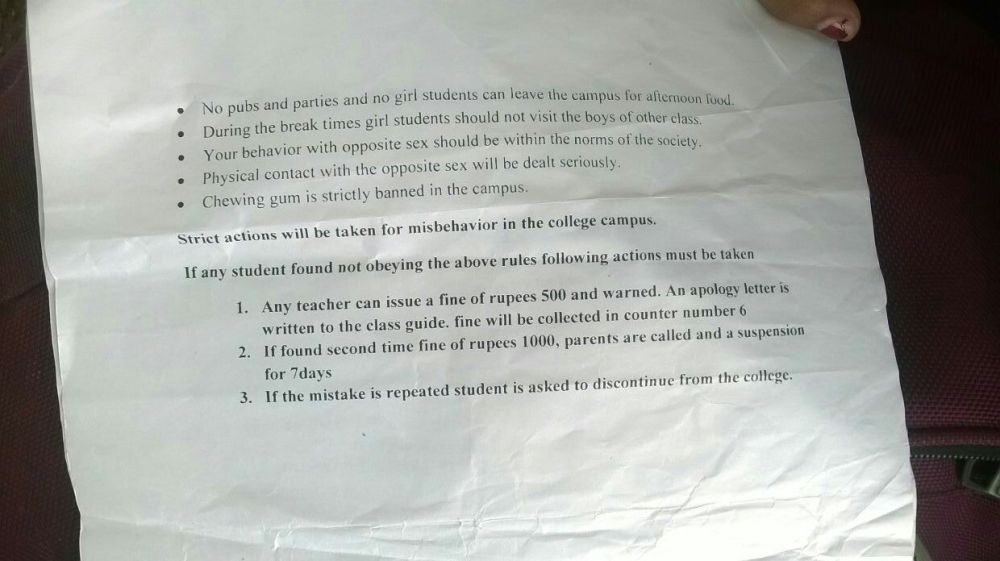 • No pubs and parties and no girl students can leave the campus for afternoon food.
• During the break times girl students should not visit the boys of other class.
• Your behavior with opposite sex should be within the norms of the society.
• Physical contact with the opposite sex will be dealt seriously.
• Chewing gum is strictly banned in the campus.
Strict actions will be taken for misbehavior in the college campus.
If any student found not obeying the above rules following actions must be taken
1. Any teacher can issue a fine of rupees 500 and warned. An apology letter is
written to the class guide. fine will be collected in counter number 6
2. If found second time fine of rupees 1000, parents are called and a suspension
for 7days
3. If the mistake is repeated student is asked to discontinue from the college.